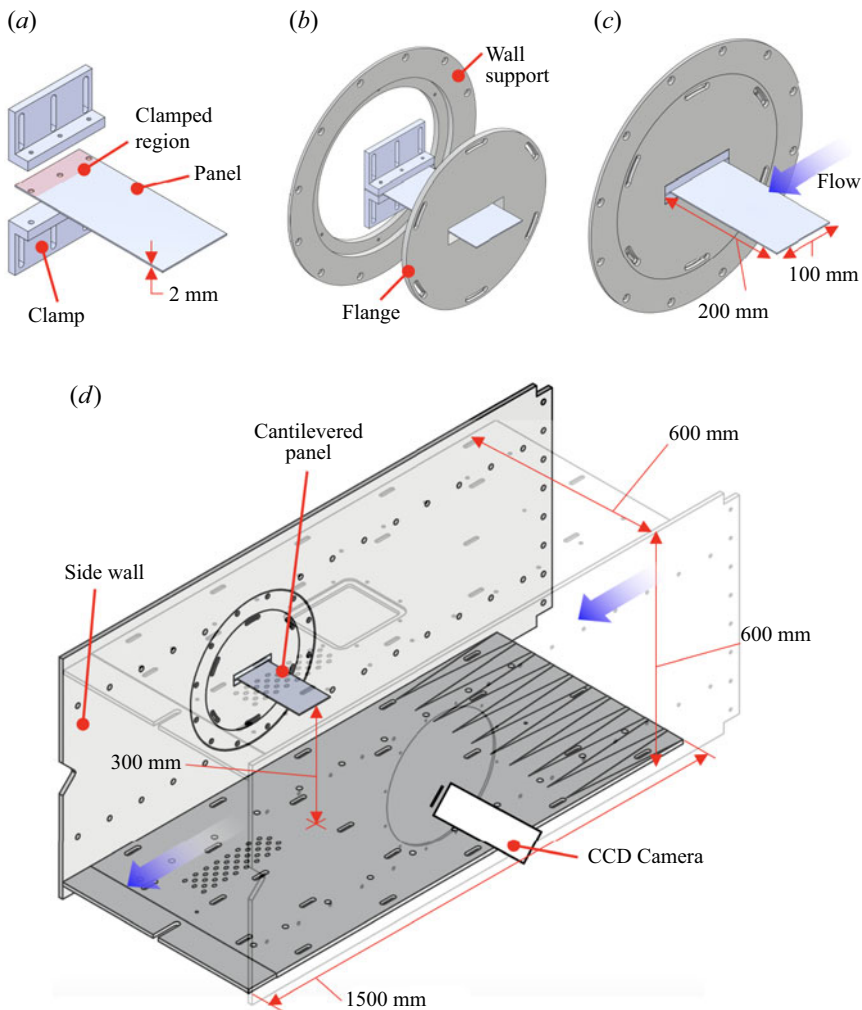 (a)
(b)
(c)
Clamped
region
Panel
Clamp
2 mm
Wall
support
Flange
Flow
100 mm
200 mm
(d)
Cantilevered
panel
600 mm
Side wall
600 mm
300 mm
CCD Camera
1500 mm